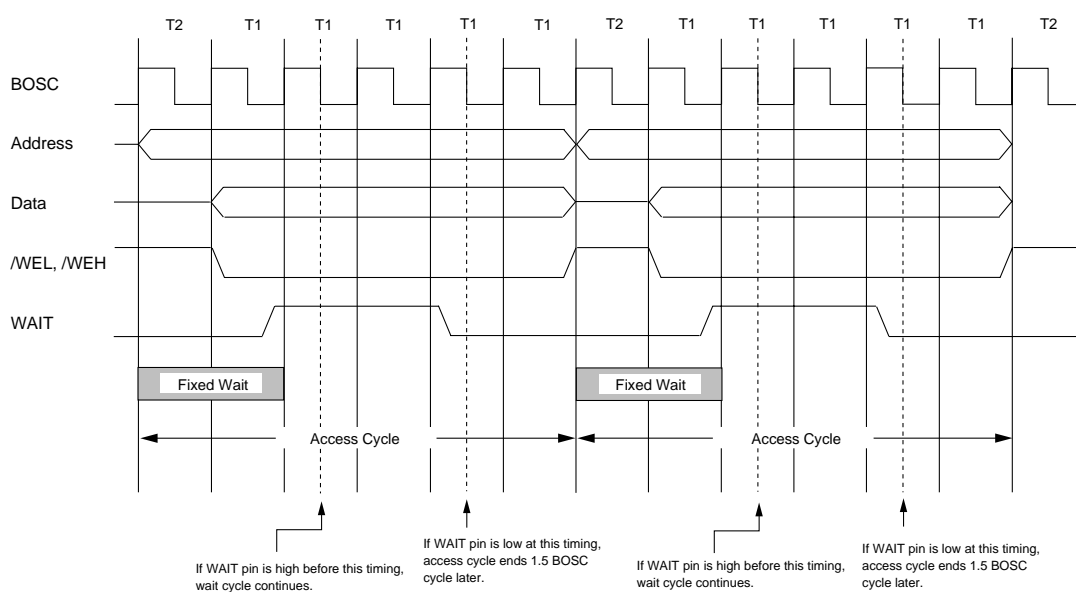 T2 T1 T1 T1 T1 T1 T2 T1 T1 T1 T1 T1 T2
BOSC
Address
Data
/WEL, /WEH
WAIT
Fixed Wait Fixed Wait
Access Cycle Access Cycle
If WAIT pin is high before this timing,
wait cycle continues.
If WAIT pin is low at this timing,
access cycle ends 1.5 BOSC
cycle later.
If WAIT pin is high before this timing,
wait cycle continues.
If WAIT pin is low at this timing,
access cycle ends 1.5 BOSC
cycle later.